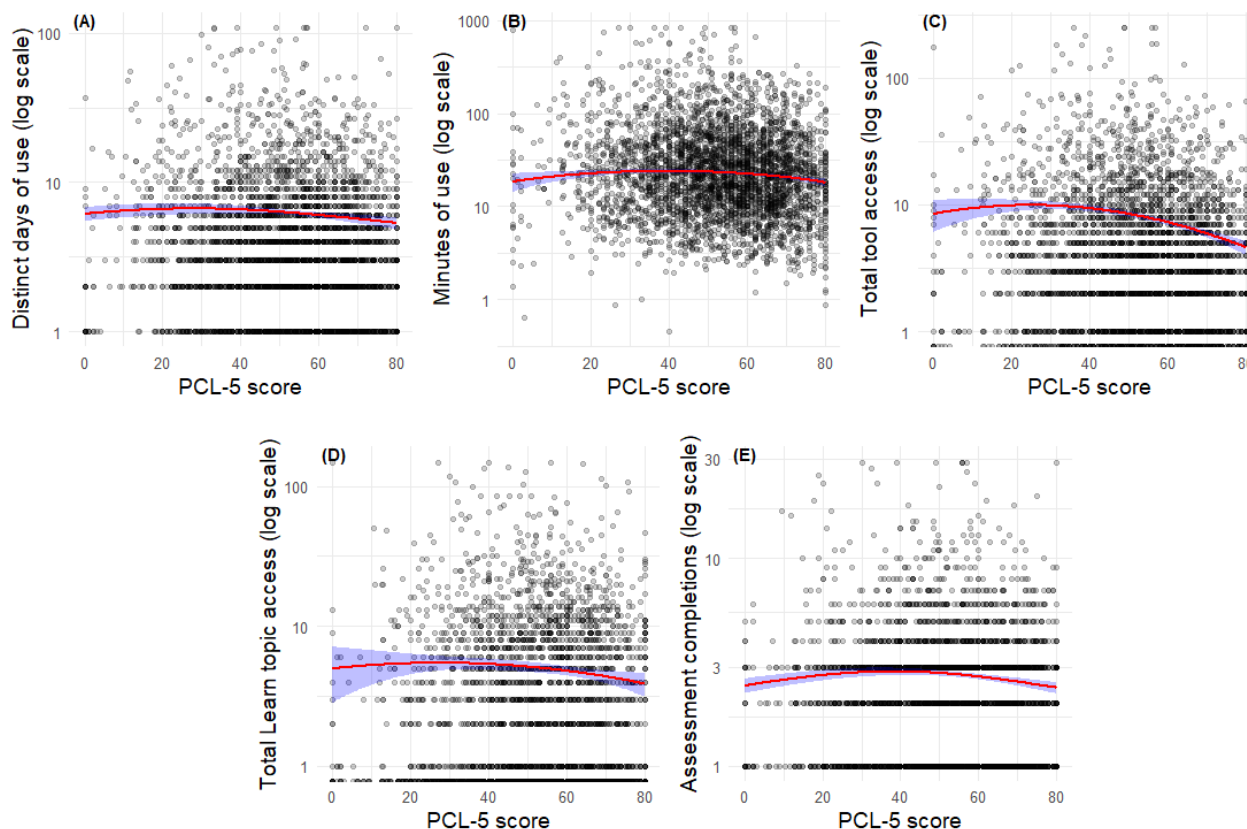 (A)
Distinct days of use (log scale)
100
10
1
0 20 40 60 80
PCL-5 score
(B)
Minutes of use (log scale)
1000
100
10
1
0 20 40 60 80
PCL-5 score
(C)
Total tool access (log scale)
100
10
1
0 20 40 60 80
PCL-5 score
(D)
Total Learn topic access (log scale)
100
10
1
0 20 40 60 80
PCL-5 score
(E)
Assessment completions (log scale)
30
10
3
1
0 20 40 60 80
PCL-5 score